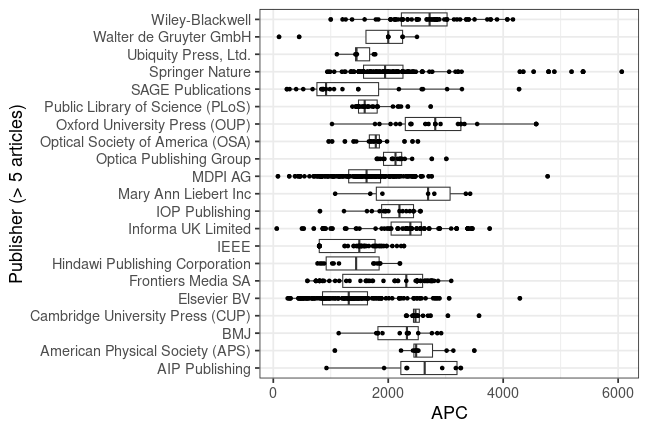 Publisher (> 5 articles)
Wiley-Blackwell
Walter de Gruyter GmbH
Ubiquity Press, Ltd.
Springer Nature
SAGE Publications
Public Library of Science (PLoS)
Oxford University Press (OUP)
Optical Society of America (OSA)
Optica Publishing Group
MDPI AG
Mary Ann Liebert Inc
IOP Publishing
Informa UK Limited
IEEE
Hindawi Publishing Corporation
Frontiers Media SA
Elsevier BV
Cambridge University Press (CUP)
BMJ
American Physical Society (APS)
AIP Publishing
0 2000 4000 6000
APC